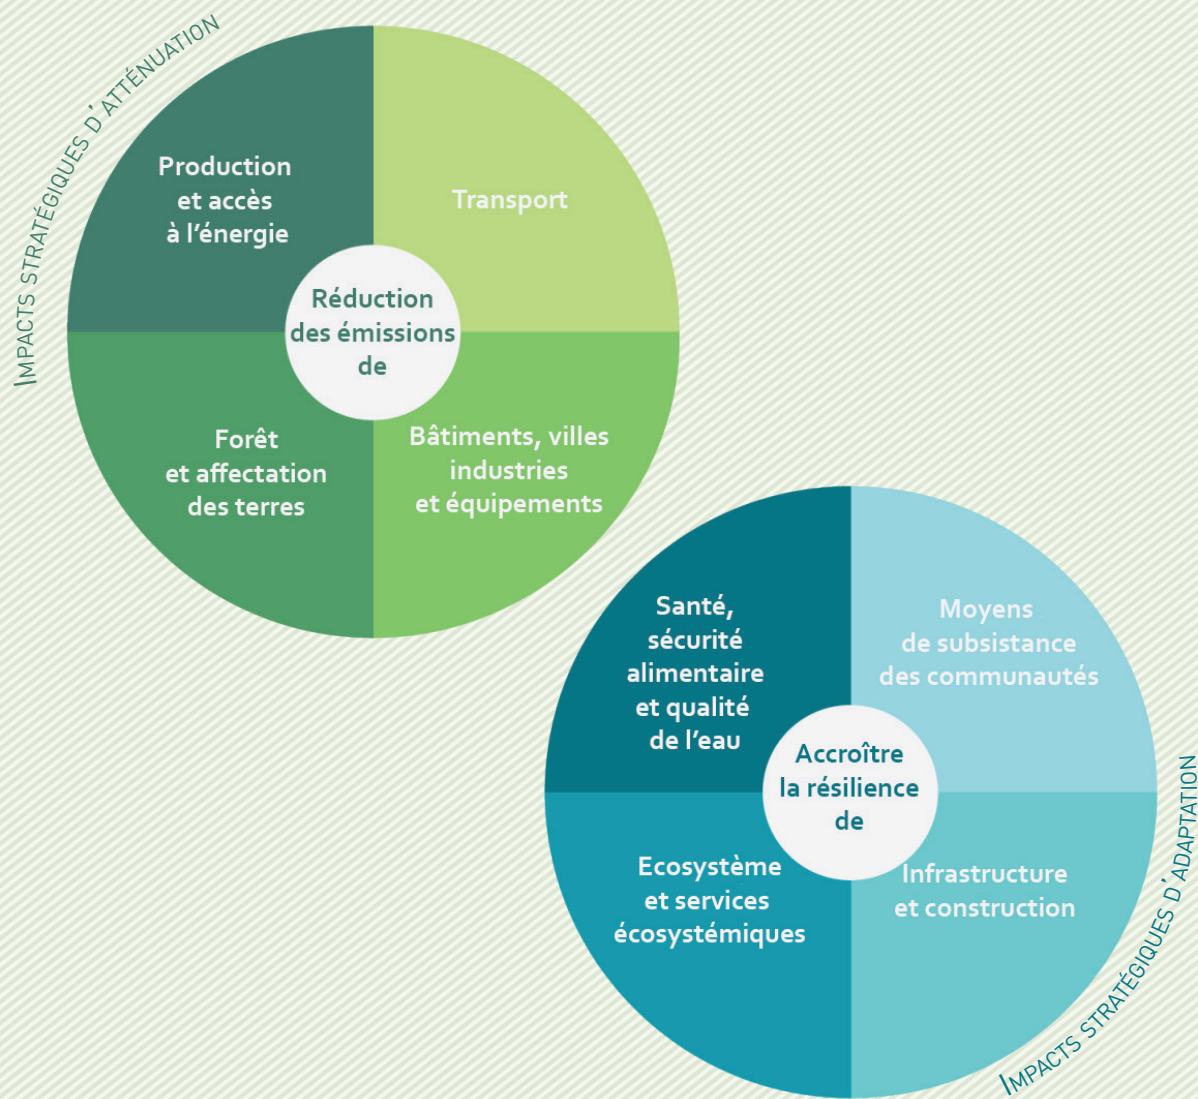 IMPACTS STRATÉGIQUES D'ATTÉNUATION
Production
et accès
à l’énergie
Transport
Réduction
des émissions
de
Forêt
et affectation
des terres
Bâtiments, villes
industries
et équipements
Santé,
sécurité
alimentaire
et qualité
de l’eau
Moyens
de subsistance
des communautés
Accroître
la résilience
de
Ecosystème
et services
écosystémiques
Infrastructure
et construction
IMPACTS STRATÉGIQUES D'ADAPTATION